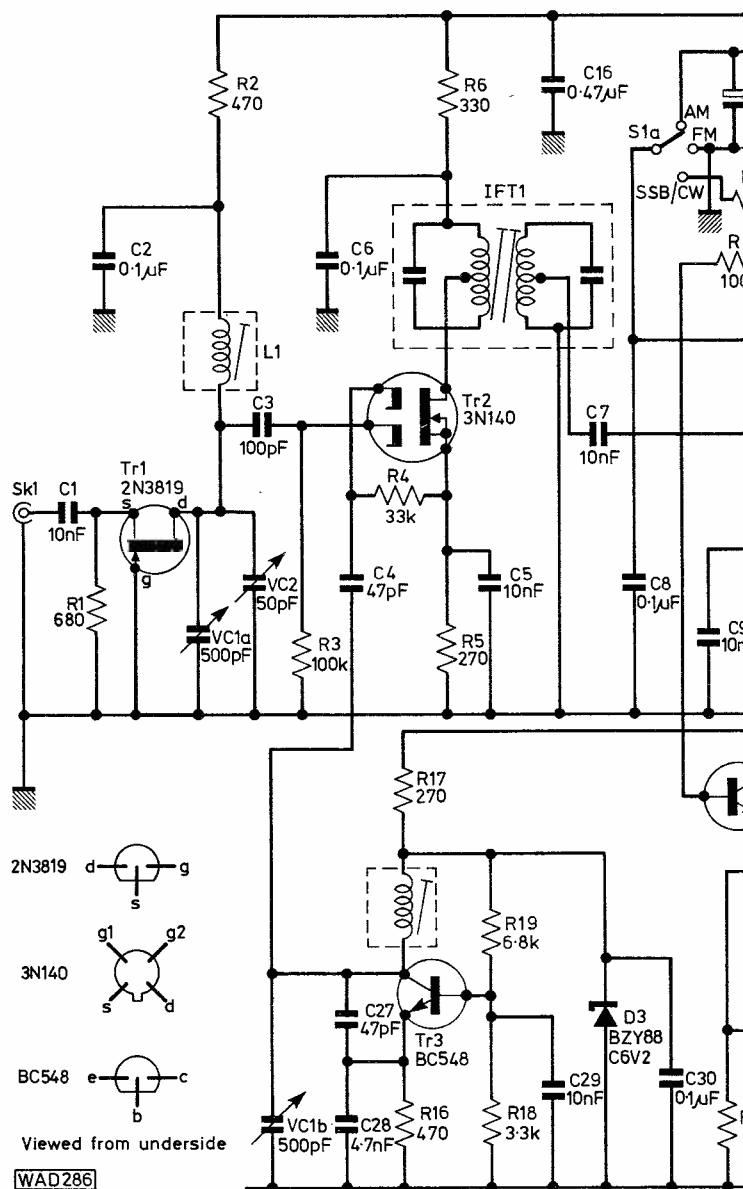 R2
470
R6
330
C16
0·47µF
AM
S1a
FM
SSB/CW
IFT1
C2
0·1µF
C6
0·1µF
R
100
L1
C3
100pF
Tr2
3N140
C7
10nF
Tr1
2N3819
Sk1
C1
10nF
s
d
g
R4
33k
R1
680
VC2
50pF
VC1a
500pF
R3
100k
C4
47pF
C5
10nF
R5
270
C8
0·1µF
C9
10n
R17
270
2N3819
d
g
s
g1
g2
3N140
s
d
BC548
e
c
b
Viewed from underside
WAD286
R19
6·8k
C27
47pF
Tr3
BC548
D3
BZY88
C6V2
VC1b
500pF
C28
4·7nF
R16
470
R18
3·3k
C29
10nF
C30
0·1µF
R